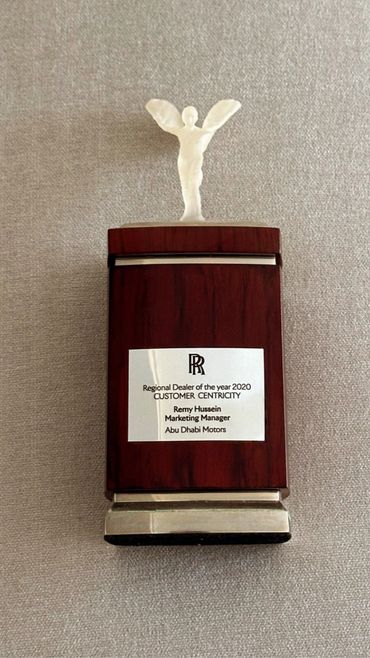 RR
Regional Dealer of the year 2020
CUSTOMER CENTRICITY
Remy Hussein
Marketing Manager
Abu Dhabi Motors